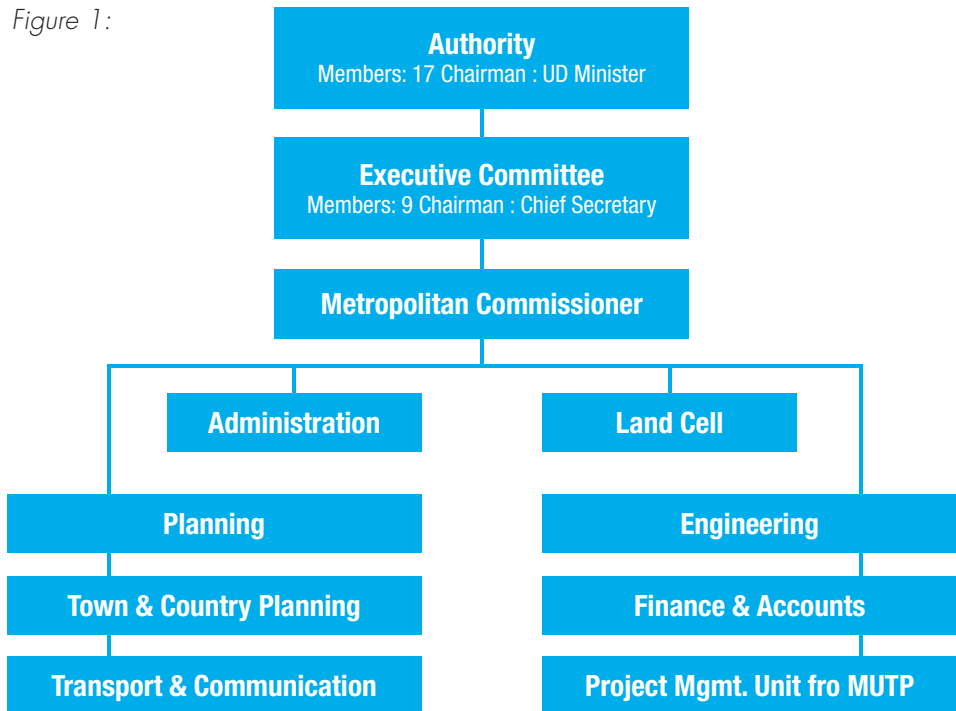 Figure 1:
Authority
Members: 17 Chairman : UD Minister
Executive Committee
Members: 9 Chairman : Chief Secretary
Metropolitan Commissioner
Administration
Land Cell
Planning
Engineering
Town & Country Planning
Finance & Accounts
Transport & Communication
Project Mgmt. Unit fro MUTP